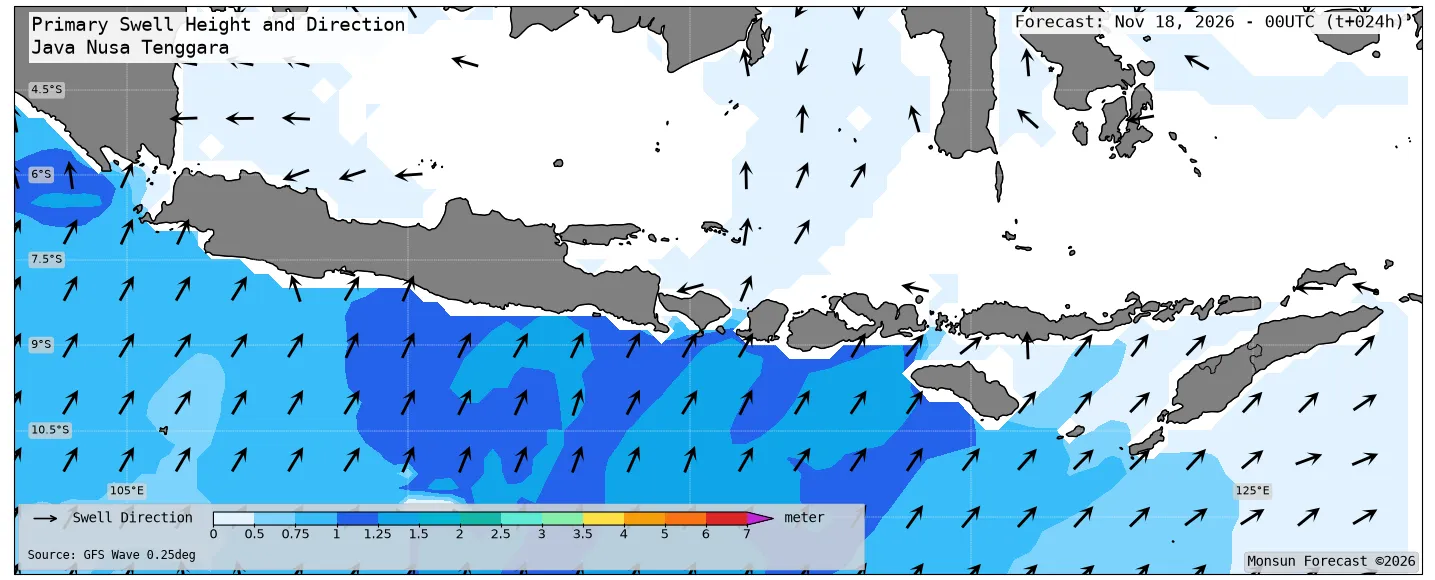 Primary Swell Height and Direction
Java Nusa Tenggara
Forecast: Nov 18, 2026 - 00UTC (t+024h)
4.5°S
6°S
7.5°S
9°S
10.5°S
105°E
125°E
Swell Direction
meter
0 0.5 0.75 1 1.25 1.5 2 2.5 3 3.5 4 5 6 7
Source: GFS Wave 0.25deg
Monsun Forecast ©2026